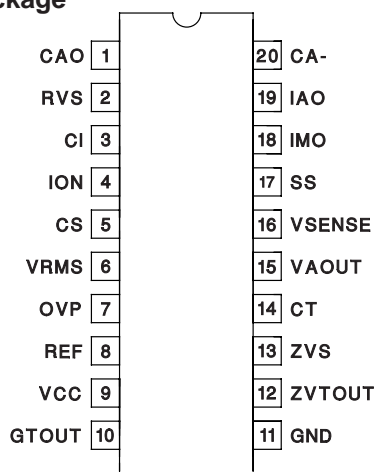 CAO 1 20 CA-
RVS 2 19 IAO
CI 3 18 IMO
ION 4 17 SS
CS 5 16 VSENSE
VRMS 6 15 VAOUT
OVP 7 14 CT
REF 8 13 ZVS
VCC 9 12 ZVTOUT
GTOUT 10 11 GND